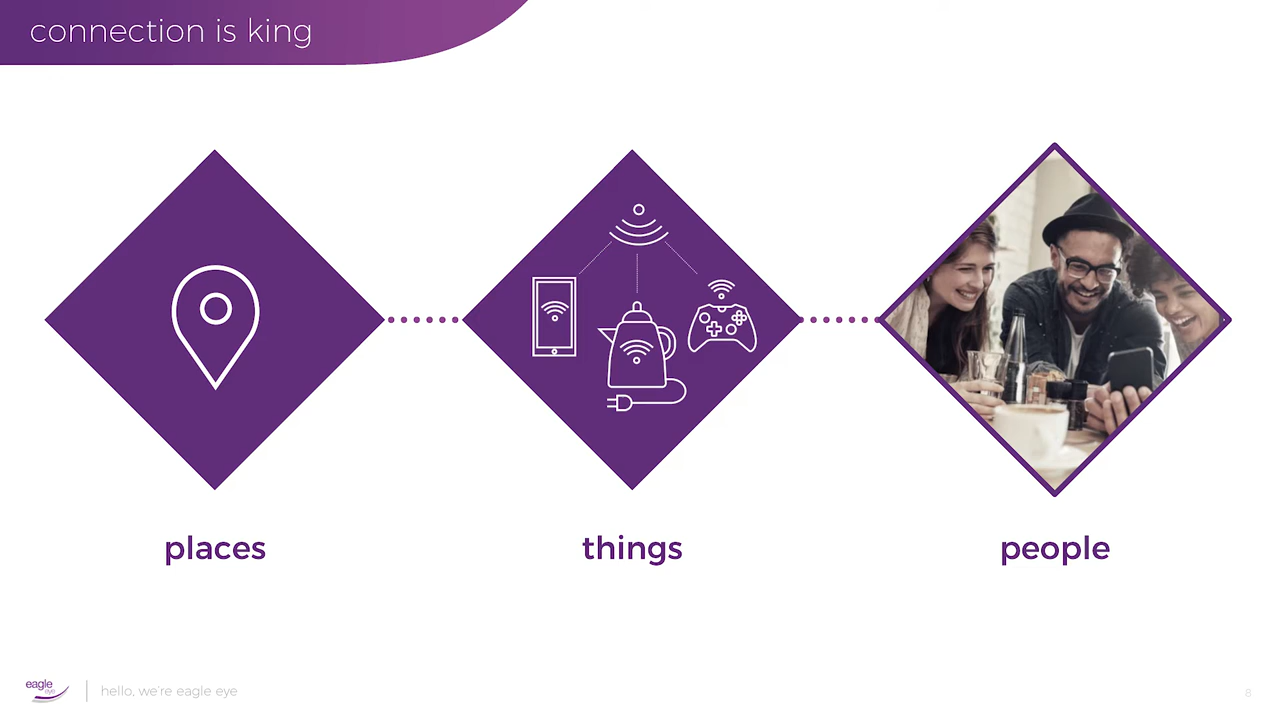 connection is king
places
things
people
eagle
eye
hello, we're eagle eye
8